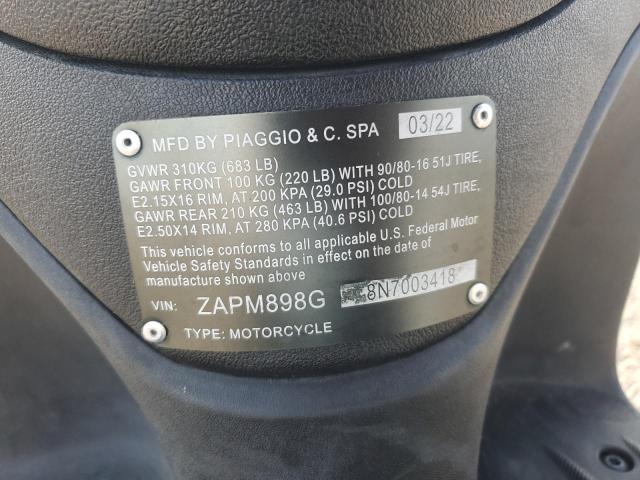 MFD BY PIAGGIO & C. SPA 03/22
GVWR 310KG (683 LB)
GAWR FRONT 100 KG (220 LB) WITH 90/80-16 51J TIRE,
E2.15X16 RIM, AT 200 KPA (29.0 PSI) COLD
GAWR REAR 210 KG (463 LB) WITH 100/80-14 54J TIRE,
E2.50X14 RIM, AT 280 KPA (40.6 PSI) COLD
This vehicle conforms to all applicable U.S. Federal Motor
Vehicle Safety Standards in effect on the date of
manufacture shown above
VIN: ZAPM898G 8N7003418
TYPE: MOTORCYCLE